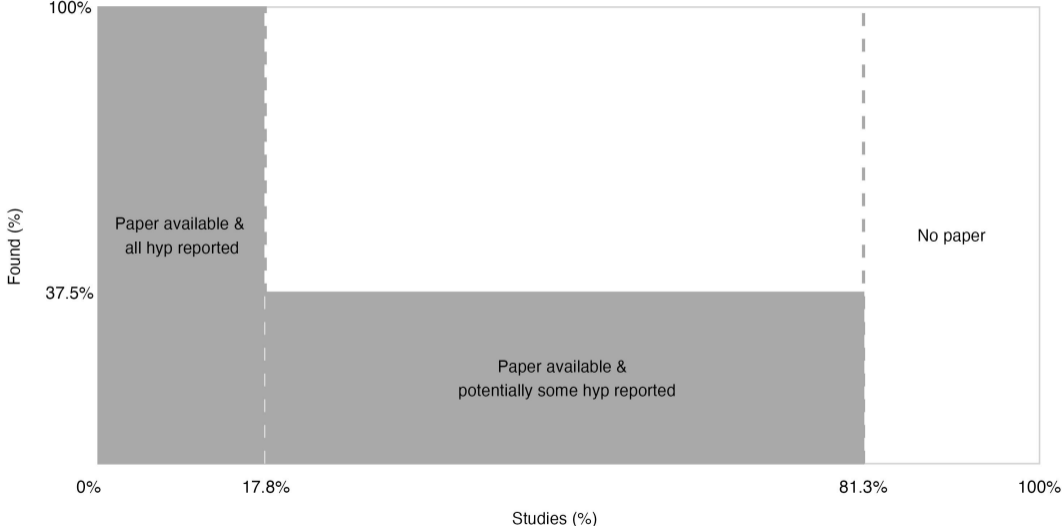 100%
Paper available &
all hyp reported
No paper
Found (%)
37.5%
Paper available &
potentially some hyp reported
0%
17.8%
81.3%
100%
Studies (%)